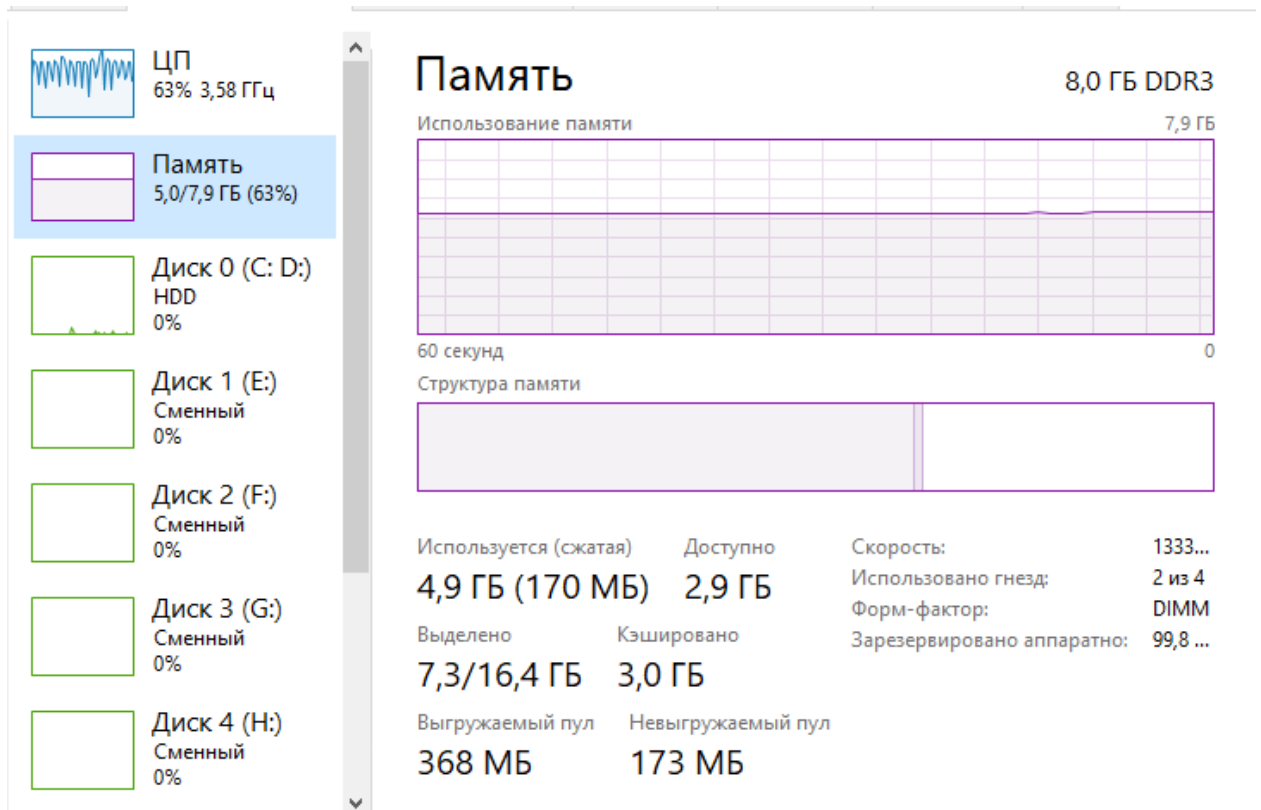 ЦП
63% 3,58 ГГц
Память
5,0/7,9 ГБ (63%)
Диск 0 (C: D:)
HDD
0%
Диск 1 (E:)
Сменный
0%
Диск 2 (F:)
Сменный
0%
Диск 3 (G:)
Сменный
0%
Диск 4 (H:)
Сменный
0%
Память 8,0 ГБ DDR3
Использование памяти 7,9 ГБ
60 секунд 0
Структура памяти
Используется (сжатая) Доступно
4,9 ГБ (170 МБ) 2,9 ГБ
Выделено Кэшировано
7,3/16,4 ГБ 3,0 ГБ
Выгружаемый пул Невыгружаемый пул
368 МБ 173 МБ
Скорость: 1333...
Использовано гнезд: 2 из 4
Форм-фактор: DIMM
Зарезервировано аппаратно: 99,8 ...